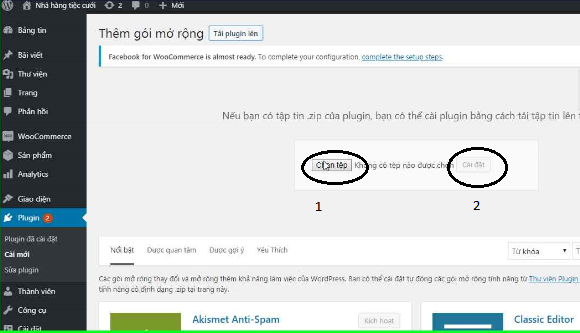 Nhà hàng tiệc cưới 2 0 Mới
Bảng tin
Bài viết
Thư viện
Trang
Phản hồi
WooCommerce
Sản phẩm
Analytics
Giao diện
Plugin 2
Plugin đã cài đặt
Cài mới
Sửa plugin
Thành viên
Công cụ
Cài đặt
Thêm gói mở rộng Tải plugin lên
Facebook for WooCommerce is almost ready. To complete your configuration, complete the setup steps.
Nếu bạn có tập tin .zip của plugin, bạn có thể cài plugin bằng cách tải tập tin lên t
Chọn tệp Không có tệp nào được chọn Cài đặt
1 2
Nổi bật Được quan tâm Được gợi ý Yêu Thích Từ khóa T
Các gói mở rộng thay đổi và mở rộng thêm khả năng làm việc của WordPress. Bạn có thể cài đặt tự động các gói mở rộng tính năng từ Thư viện Plugin
tính năng có định dạng .zip tại trang này.
Akismet Anti-Spam Kích hoạt Classic Editor